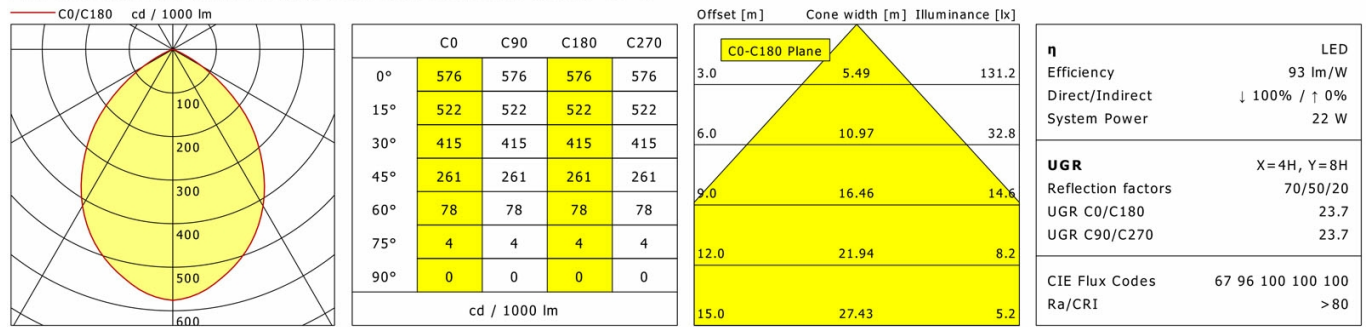 C0/C180 cd / 1000 lm
100
200
300
400
500
600
C0 C90 C180 C270
0° 576 576 576 576
15° 522 522 522 522
30° 415 415 415 415
45° 261 261 261 261
60° 78 78 78 78
75° 4 4 4 4
90° 0 0 0 0
cd / 1000 lm
Offset [m] Cone width [m] Illuminance [lx]
C0-C180 Plane
3.0 5.49 131.2
6.0 10.97 32.8
9.0 16.46 14.6
12.0 21.94 8.2
15.0 27.43 5.2
η LED
Efficiency 93 lm/W
Direct/Indirect ↓ 100% / ↑ 0%
System Power 22 W
UGR X=4H, Y=8H
Reflection factors 70/50/20
UGR C0/C180 23.7
UGR C90/C270 23.7
CIE Flux Codes 67 96 100 100 100
Ra/CRI >80